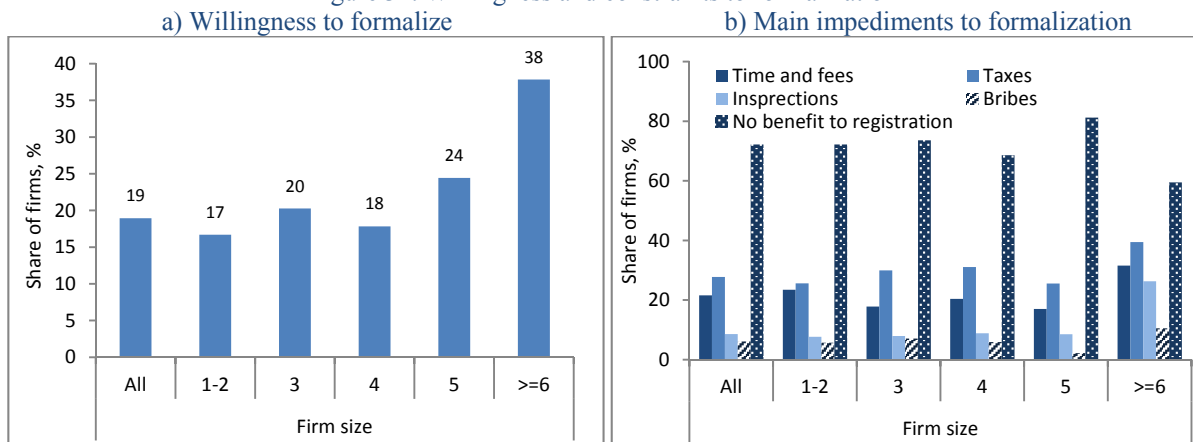 a) Willingness to formalize
b) Main impediments to formalization
Share of firms, %
40
35
30
25
20
15
10
5
0
19
17
20
18
24
38
All
1-2
3
4
5
>=6
Firm size
Share of firms, %
100
80
60
40
20
0
Time and fees
Taxes
Insprections
Bribes
No benefit to registration
All
1-2
3
4
5
>=6
Firm size